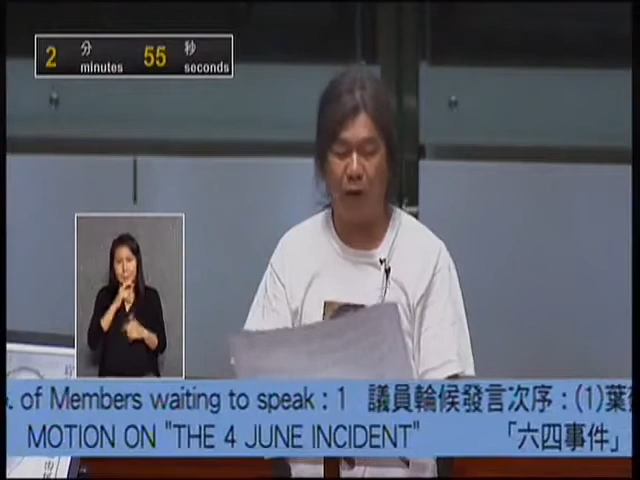 2 分 minutes 55 秒 seconds
. of Members waiting to speak : 1 議員輪候發言次序 : (1)葉
MOTION ON "THE 4 JUNE INCIDENT" 「六四事件」